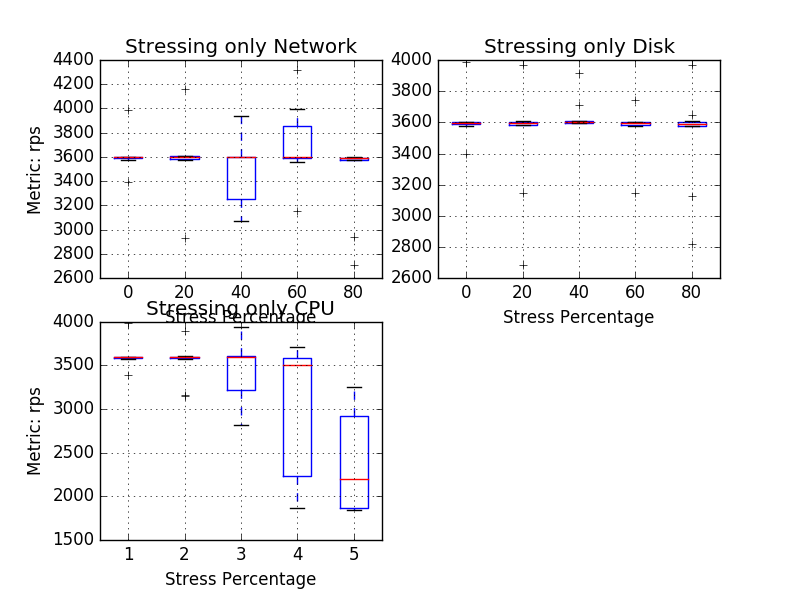 Stressing only Network
4400
4200
4000
3800
3600
3400
3200
3000
2800
2600
Metric: rps
0 20 40 60 80
Stress Percentage
Stressing only Disk
4000
3800
3600
3400
3200
3000
2800
2600
0 20 40 60 80
Stress Percentage
Stressing only CPU
4000
3500
3000
2500
2000
1500
Metric: rps
1 2 3 4 5
Stress Percentage